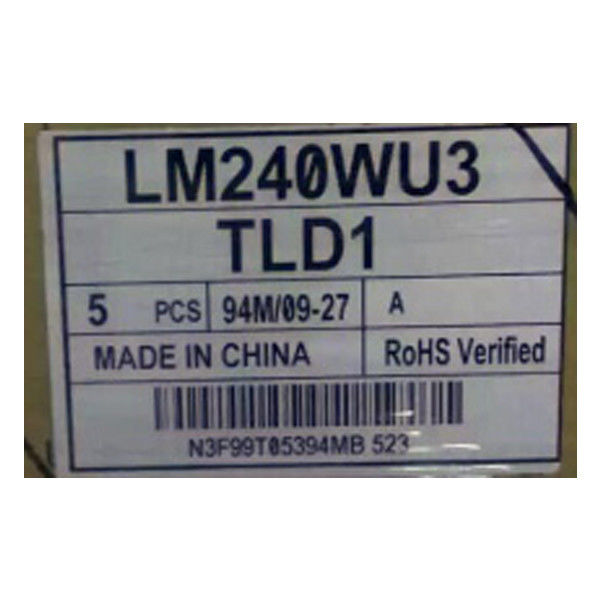 LM240WU3
TLD1
5 PCS 94M/09-27 A
MADE IN CHINA RoHS Verified
N3F99T05394MB 523